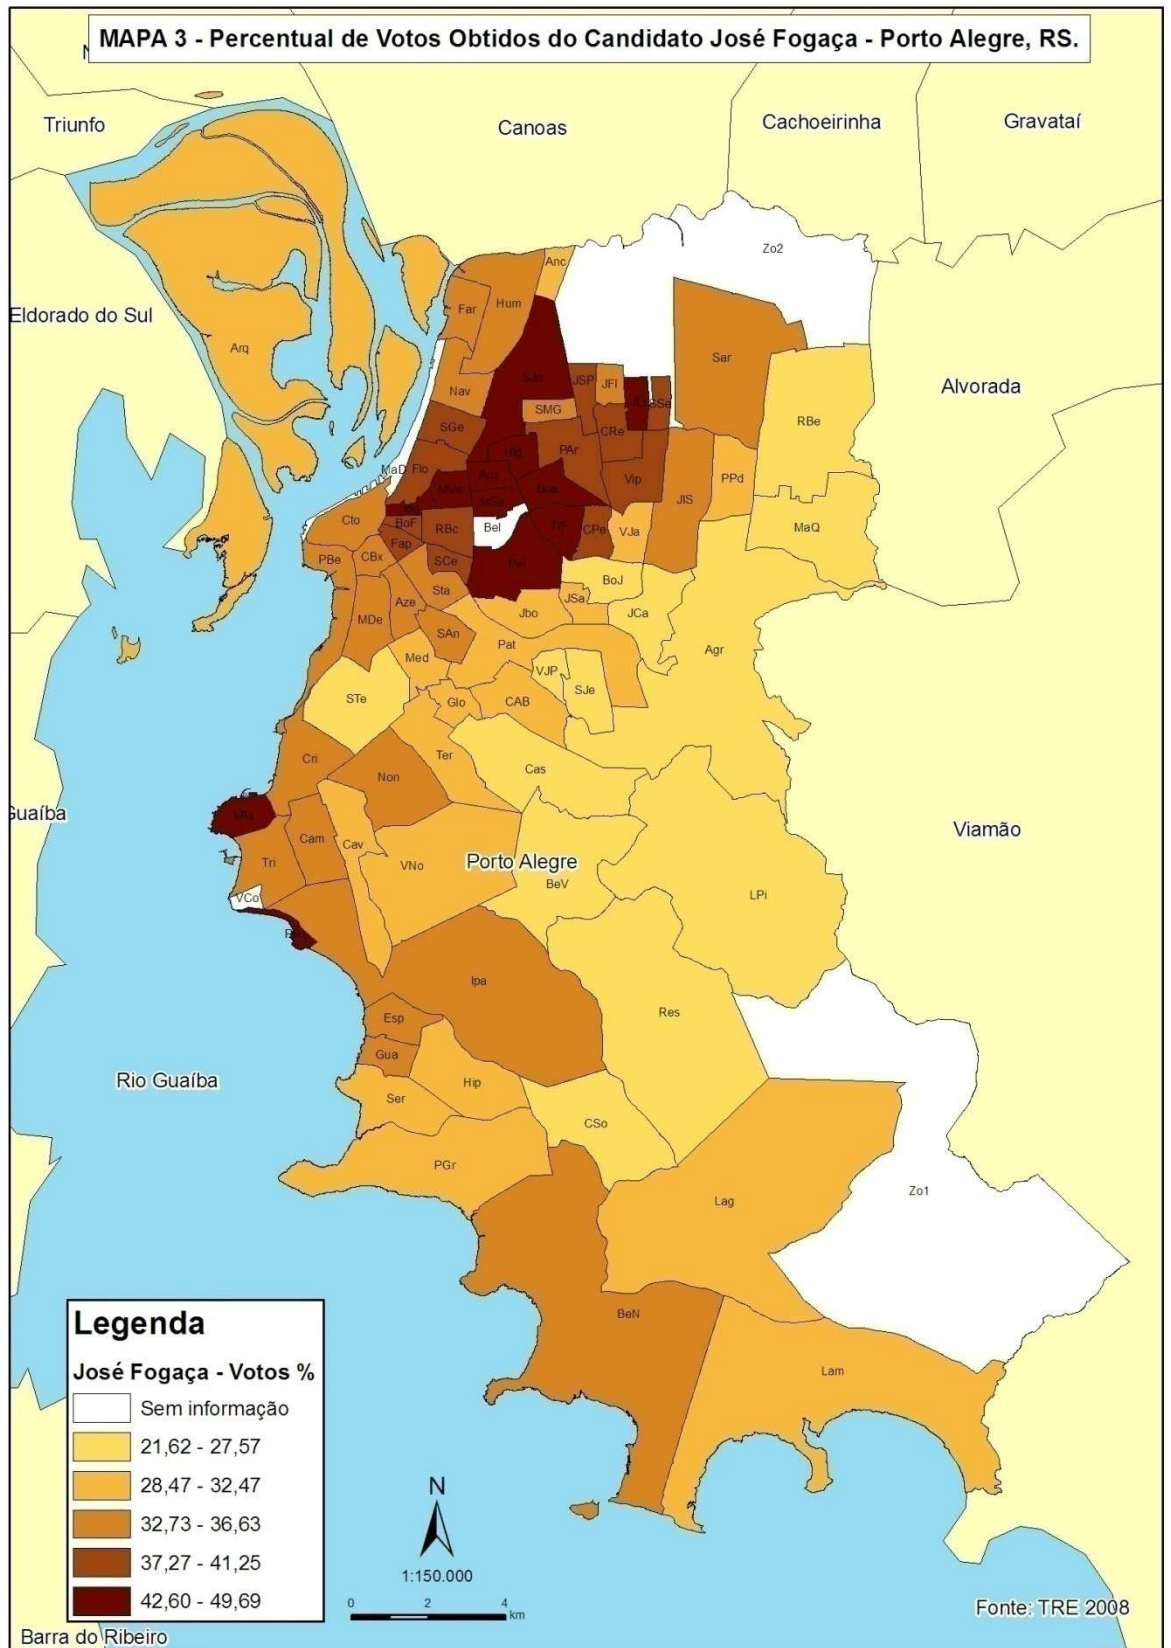 MAPA 3 - Percentual de Votos Obtidos do Candidato José Fogaça - Porto Alegre, RS.
Triunfo
Canoas
Cachoeirinha
Gravataí
Zo2
Anc
Hum
Far
Eldorado do Sul
Arq
Sar
Alvorada
Nav
JSP
JFI
SMG
RBe
SGe
CRe
PAr
MaD
Flo
Vip
JIS
PPd
Cto
BoF
RBc
Bel
CPe
VJa
MaQ
Fap
PBe
CBx
SCe
BoJ
Sta
Aze
Jbo
JSa
JCa
MDe
SAn
Pat
Agr
Med
VJP
SJe
STe
Glo
CAB
Cri
Ter
Non
Cas
Guaíba
Viamão
Cam
Cav
Tri
VNo
Porto Alegre
BeV
LPi
VCo
Ipa
Res
Esp
Gua
Rio Guaíba
Hip
Ser
CSo
PGr
Lag
Zo1
BeN
Lam
Legenda
José Fogaça - Votos %
Sem informação
21,62 - 27,57
28,47 - 32,47
32,73 - 36,63
37,27 - 41,25
42,60 - 49,69
N
1:150.000
0 2 4
km
Fonte: TRE 2008
Barra do Ribeiro